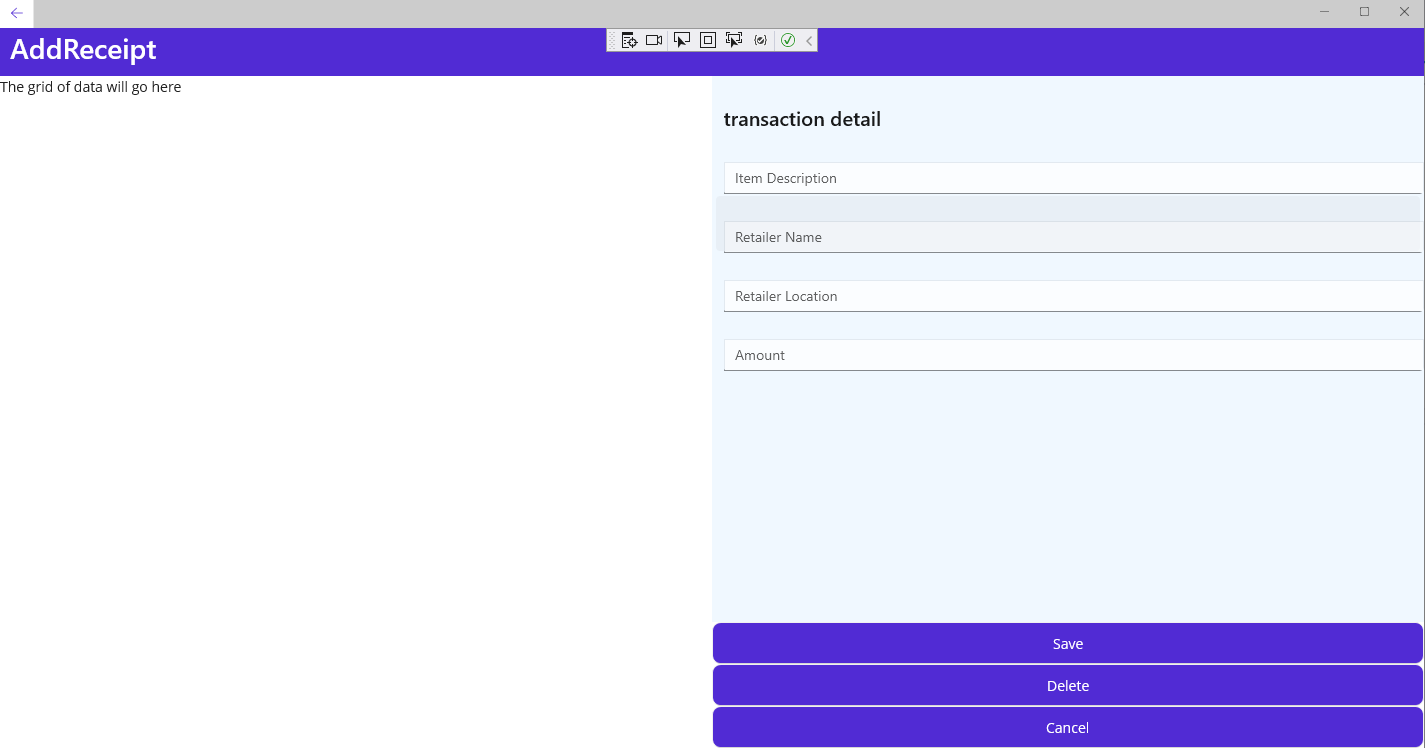 AddReceipt
The grid of data will go here
transaction detail
Item Description
Retailer Name
Retailer Location
Amount
Save
Delete
Cancel